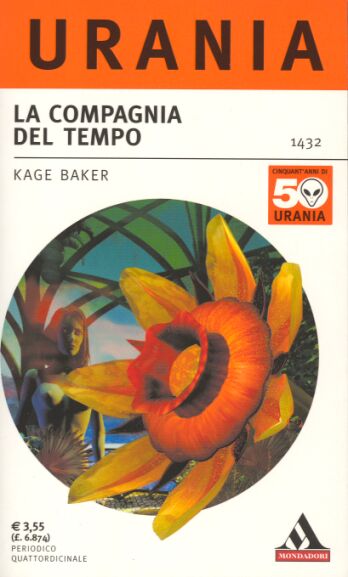 URANIA
LA COMPAGNIA
DEL TEMPO
1432
KAGE BAKER
CINQUANT'ANNI DI
50
URANIA
€ 3,55
(£. 6.874)
PERIODICO
QUATTORDICINALE
MONDADORI